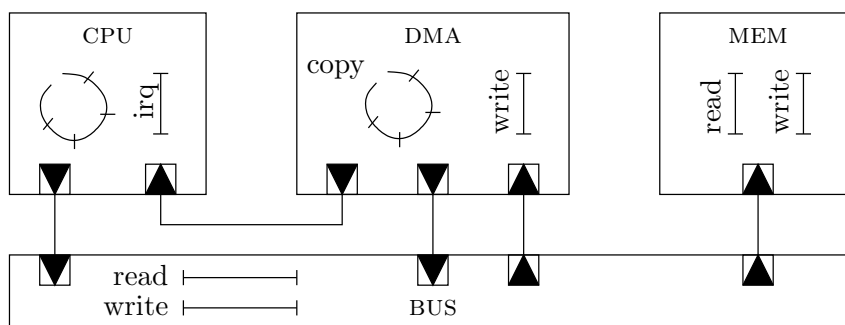 CPU
DMA
MEM
copy
irq
write
read
write
read
write
BUS